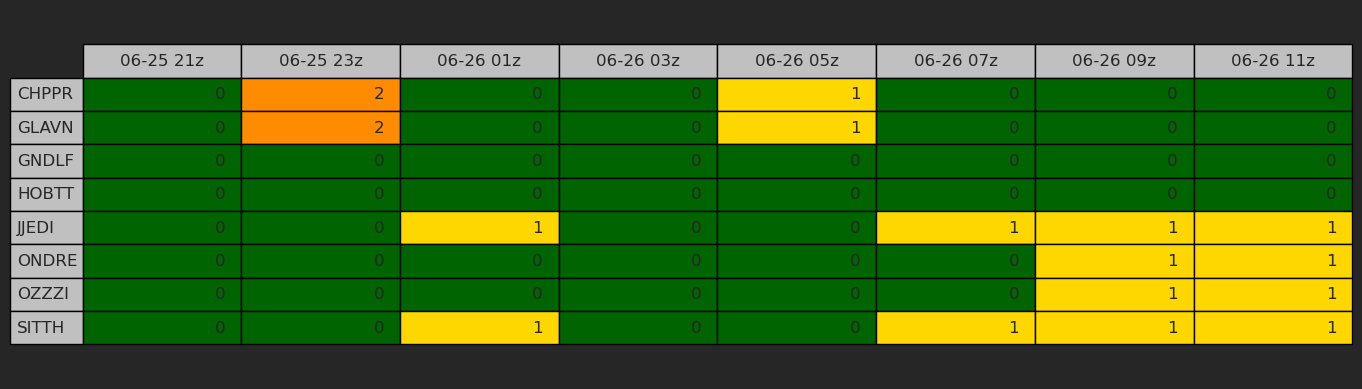 06-25 21z 06-25 23z 06-26 01z 06-26 03z 06-26 05z 06-26 07z 06-26 09z 06-26 11z
CHPPR 0 2 0 0 1 0 0 0
GLAVN 0 2 0 0 1 0 0 0
GNDLF 0 0 0 0 0 0 0 0
HOBTT 0 0 0 0 0 0 0 0
JJEDI 0 0 1 0 0 1 1 1
ONDRE 0 0 0 0 0 0 1 1
OZZZI 0 0 0 0 0 0 1 1
SITTH 0 0 1 0 0 1 1 1